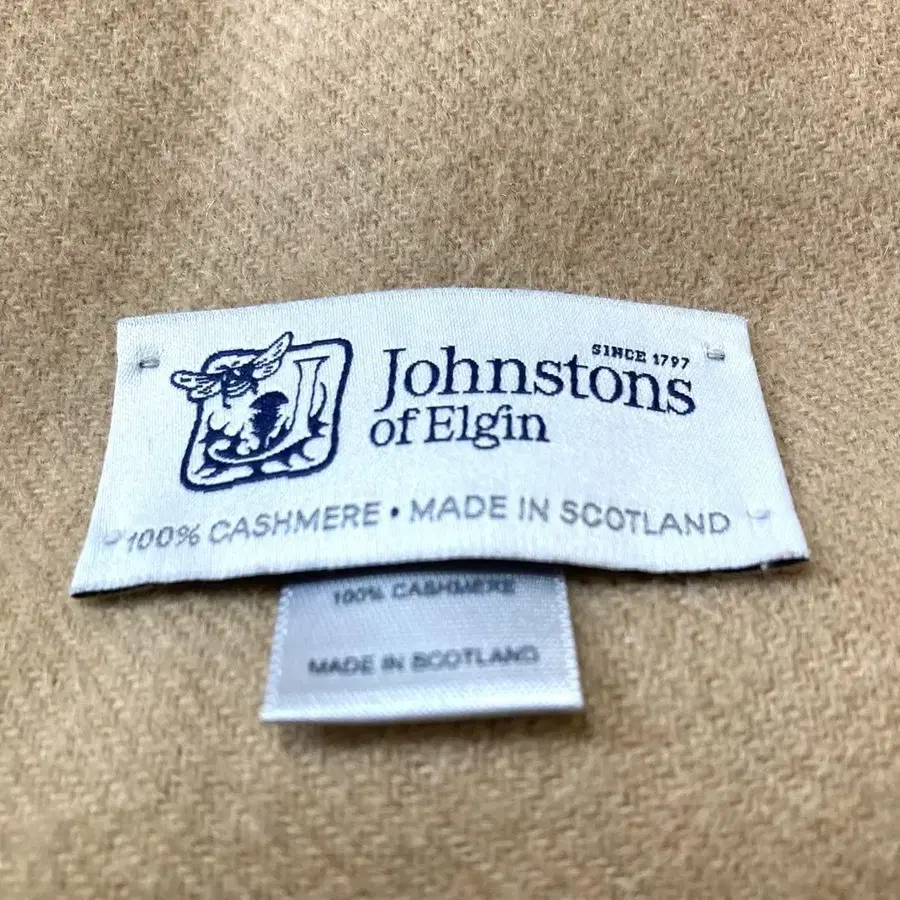 SINCE 1797
Johnstons
of Elgin
100% CASHMERE • MADE IN SCOTLAND
100% CASHMERE
MADE IN SCOTLAND